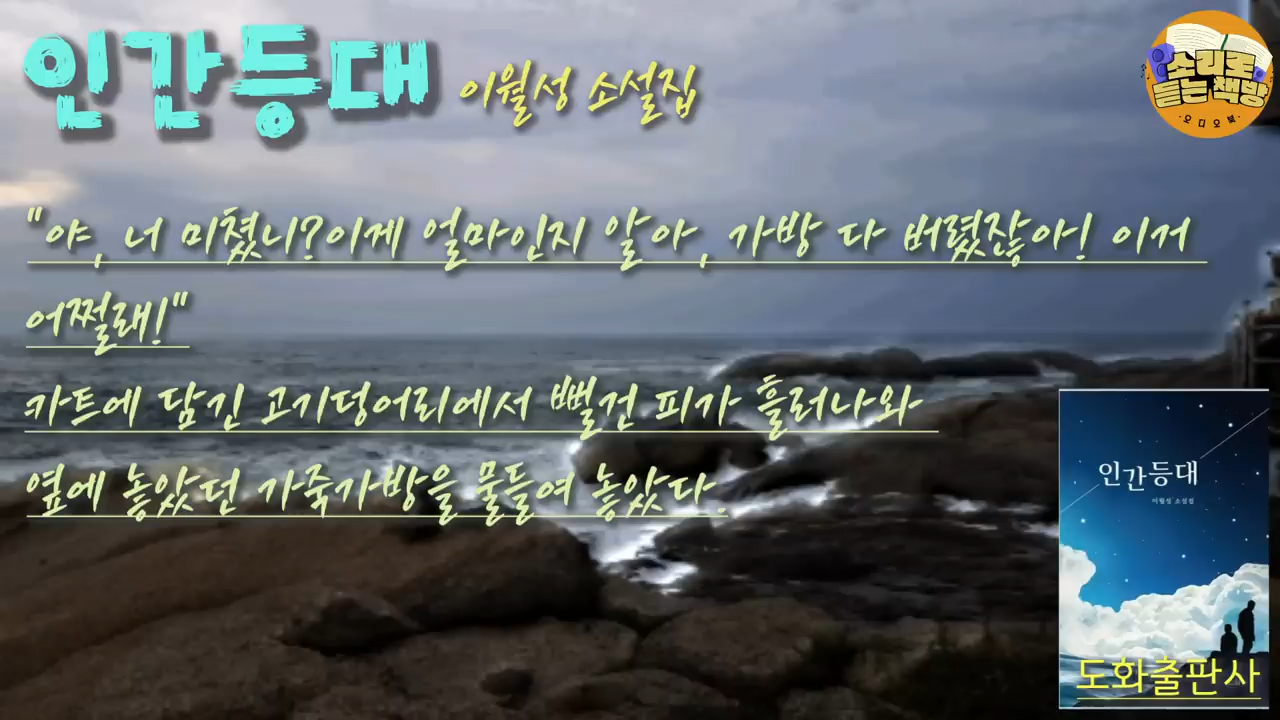 인간등대 이월성 소설집
소리로
듣는 책방
·오디오북·
"야, 너 미쳤니?이게 얼마인지 알아, 가방 다 버렸잖아! 이거
어쩔래!"
카트에 담긴 고기덩어리에서 뻘건 피가 흘러나와
옆에 놓았던 가죽가방을 물들여 놓았다.
인간등대
이월성 소설집
도화출판사